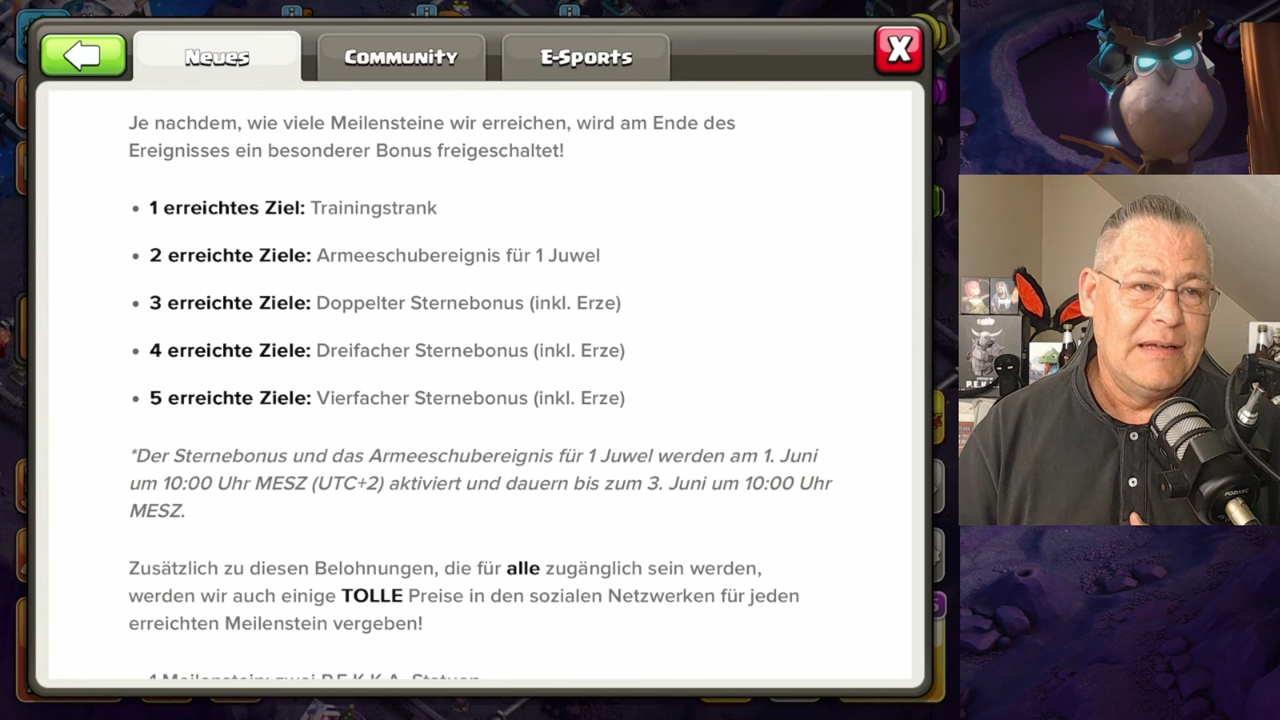 Neues
Community
E-Sports
X
Je nachdem, wie viele Meilensteine wir erreichen, wird am Ende des
Ereignisses ein besonderer Bonus freigeschaltet!
• 1 erreichtes Ziel: Trainingstrank
• 2 erreichte Ziele: Armeeschubereignis für 1 Juwel
• 3 erreichte Ziele: Doppelter Sternebonus (inkl. Erze)
• 4 erreichte Ziele: Dreifacher Sternebonus (inkl. Erze)
• 5 erreichte Ziele: Vierfacher Sternebonus (inkl. Erze)
*Der Sternebonus und das Armeeschubereignis für 1 Juwel werden am 1. Juni
um 10:00 Uhr MESZ (UTC+2) aktiviert und dauern bis zum 3. Juni um 10:00 Uhr
MESZ.
Zusätzlich zu diesen Belohnungen, die für alle zugänglich sein werden,
werden wir auch einige TOLLE Preise in den sozialen Netzwerken für jeden
erreichten Meilenstein vergeben!
1 Meilenstein: zwei P.E.K.K.A.-Statuen
P.E.K.
PODMIC